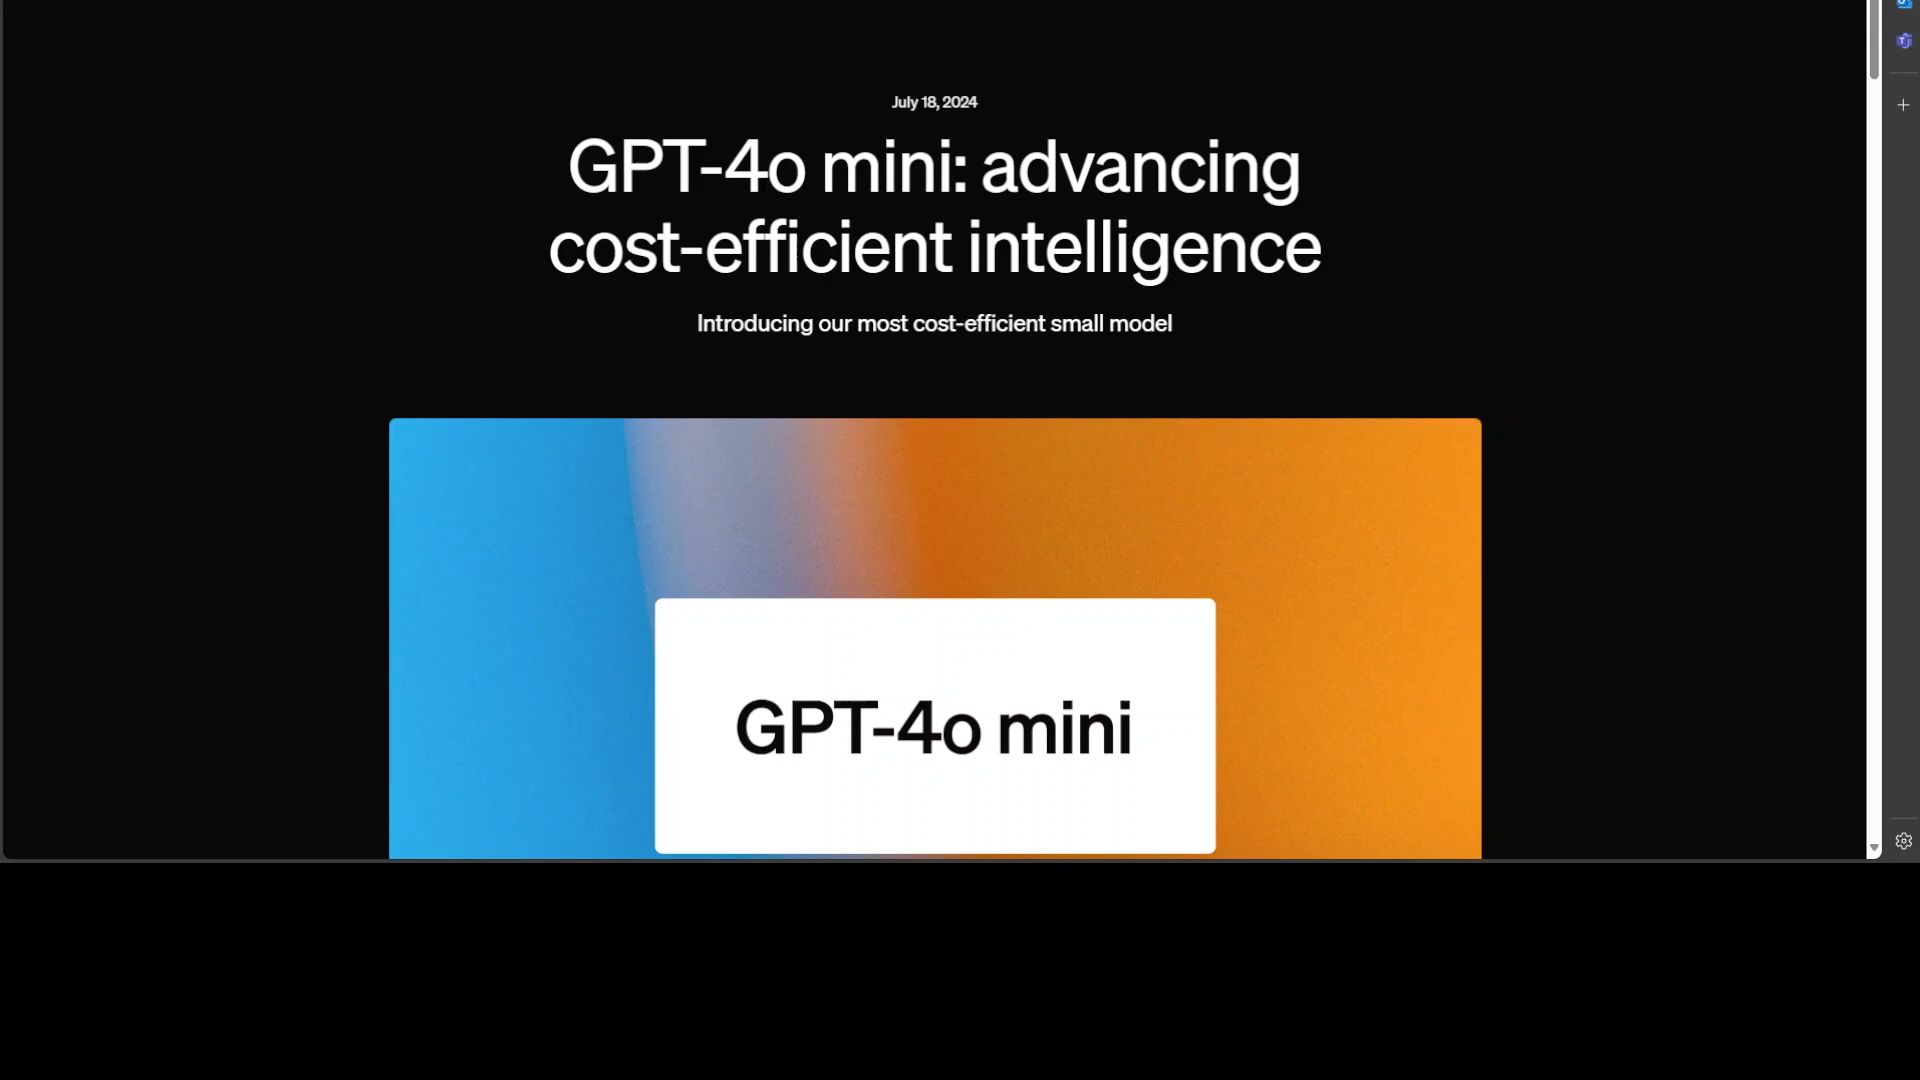 July 18, 2024
GPT-4o mini: advancing
cost-efficient intelligence
Introducing our most cost-efficient small model
GPT-4o mini